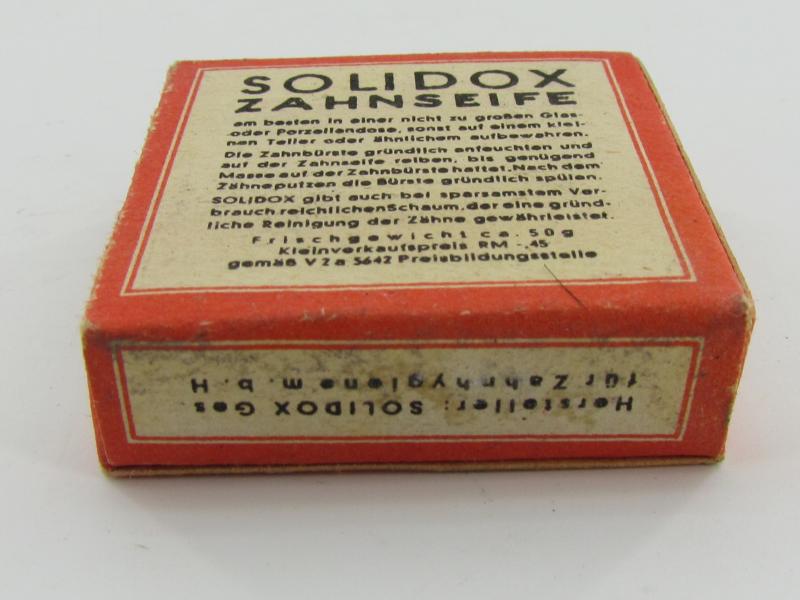 SOLIDOX
ZAHNSEIFE
am besten in einer nicht zu großen Glas-
oder Porzellandose, sonst auf einem klei-
nen Teller oder ähnlichem aufbewahren.
Die Zahnbürste gründlich anfeuchten und
auf der Zahnseife reiben, bis genügend
Masse auf der Zahnbürste haftet. Nach dem
Zähneputzen die Bürste gründlich spülen.
SOLIDOX gibt auch bei sparsamstem Ver-
brauch reichlichen Schaum, der eine gründ-
liche Reinigung der Zähne gewährleistet.
Frischgewicht ca. 50g
Kleinverkaufspreis RM -.45
gemäß V2a 5642 Preisbildungsstelle
Hersteller: SOLIDOX Ges
für Zahnhygiene m. b. H